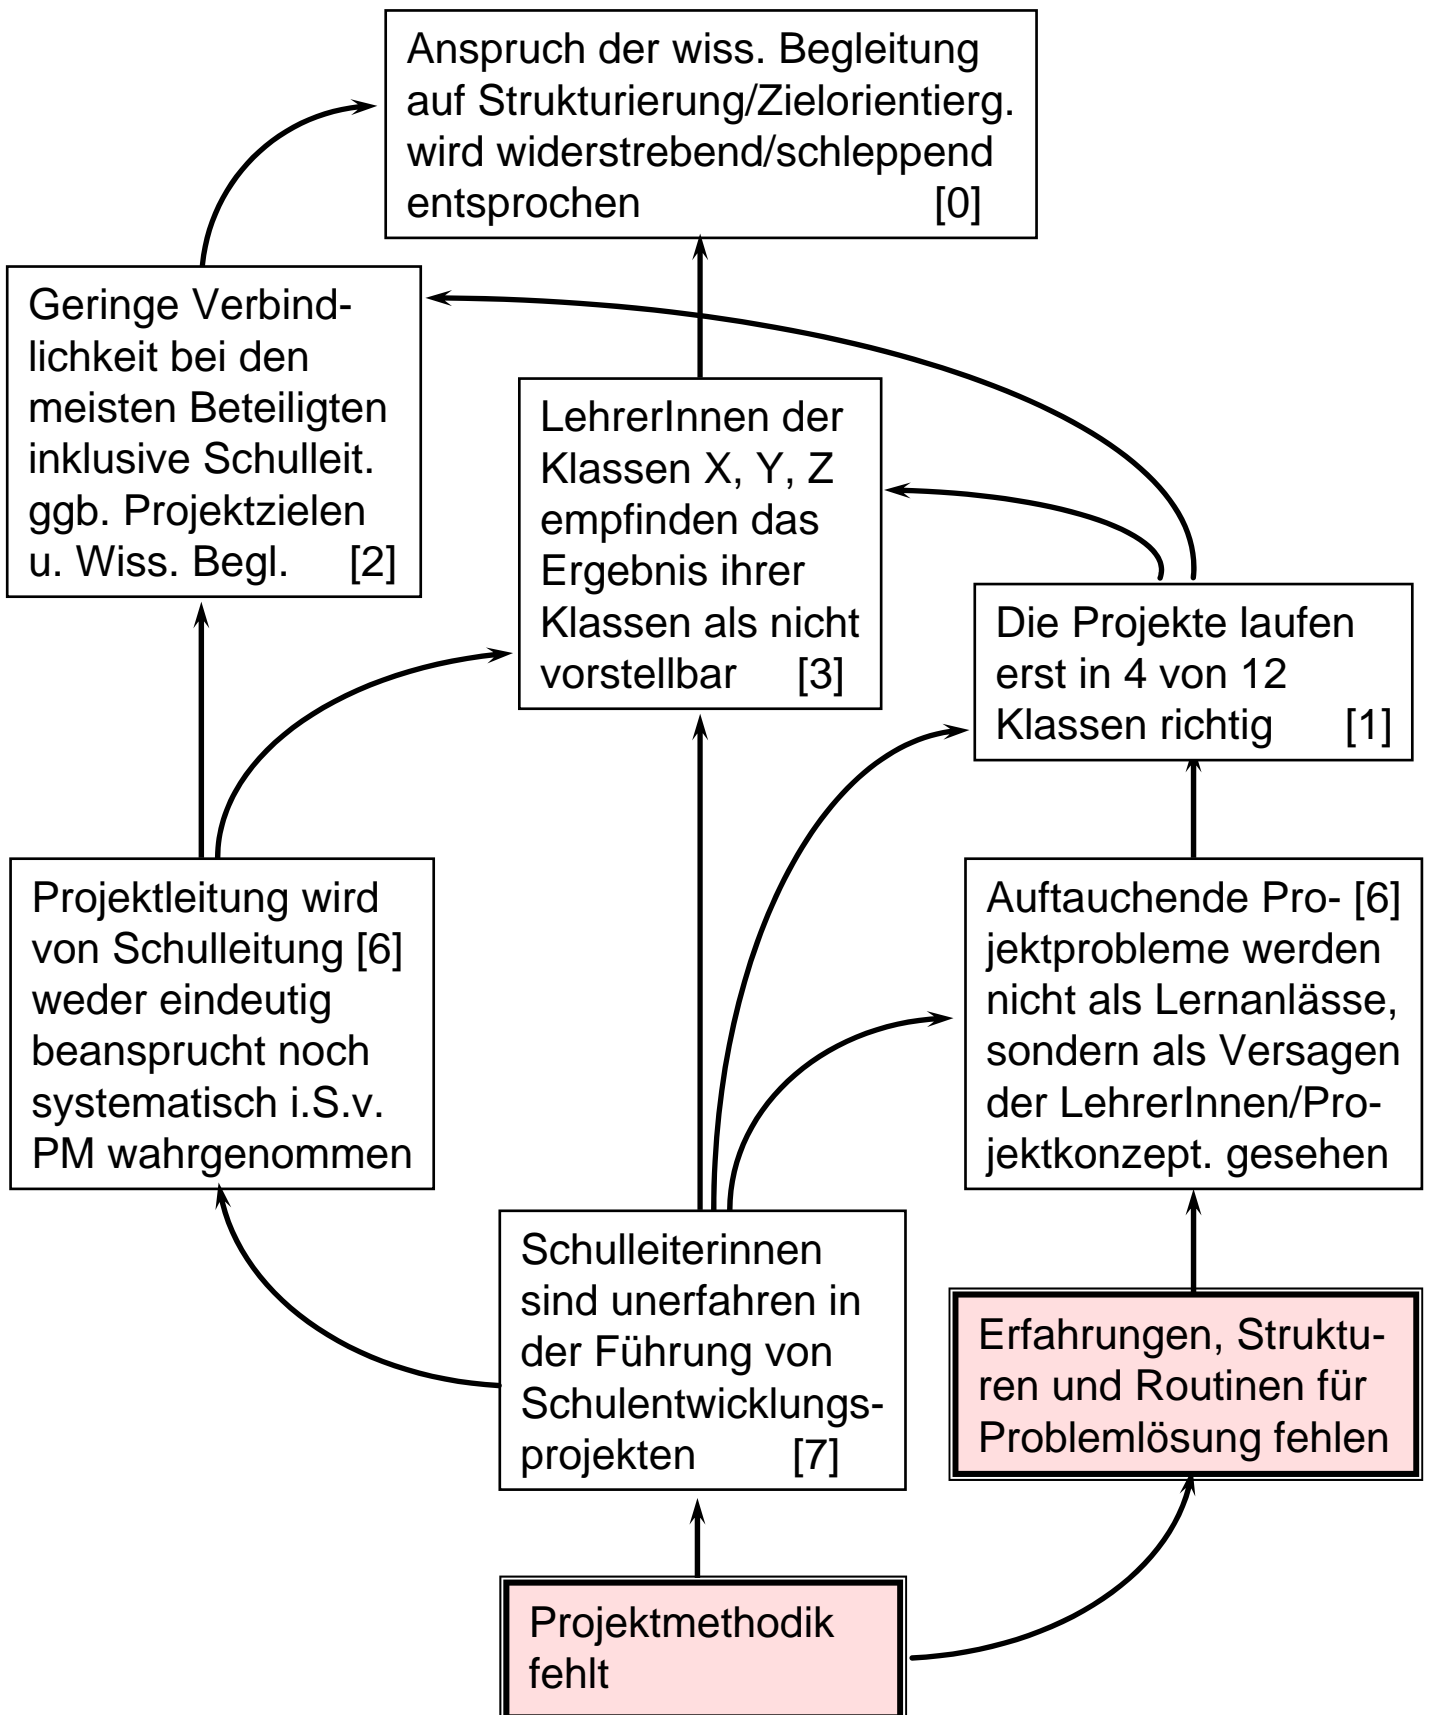 Anspruch der wiss. Begleitung
auf Strukturierung/Zielorientierg.
wird widerstrebend/schleppend
entsprochen [0]
Geringe Verbind-
lichkeit bei den
meisten Beteiligten
inklusive Schulleit.
ggb. Projektzielen
u. Wiss. Begl. [2]
LehrerInnen der
Klassen X, Y, Z
empfinden das
Ergebnis ihrer
Klassen als nicht
vorstellbar [3]
Die Projekte laufen
erst in 4 von 12
Klassen richtig [1]
Projektleitung wird
von Schulleitung [6]
weder eindeutig
beansprucht noch
systematisch i.S.v.
PM wahrgenommen
Auftauchende Pro- [6]
jektprobleme werden
nicht als Lernanlässe,
sondern als Versagen
der LehrerInnen/Pro-
jektkonzept. gesehen
Schulleiterinnen
sind unerfahren in
der Führung von
Schulentwicklungs-
projekten [7]
Erfahrungen, Struktu-
ren und Routinen für
Problemlösung fehlen
Projektmethodik
fehlt